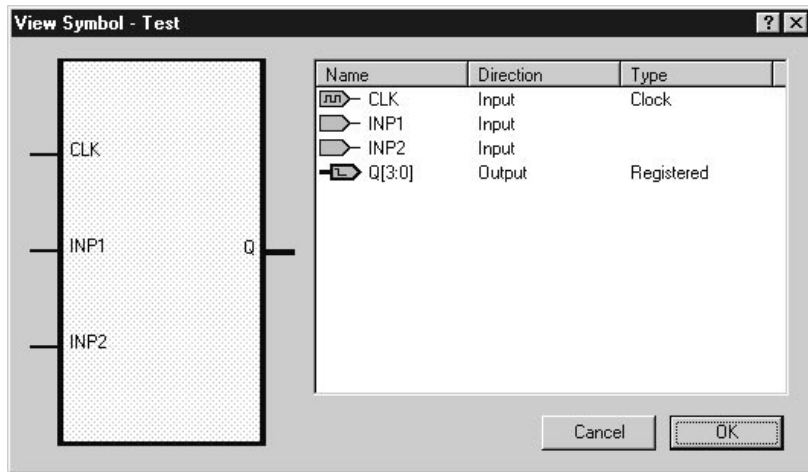 View Symbol - Test
CLK
INP1
Q
INP2
Name Direction Type
CLK Input Clock
INP1 Input
INP2 Input
Q[3:0] Output Registered
Cancel OK